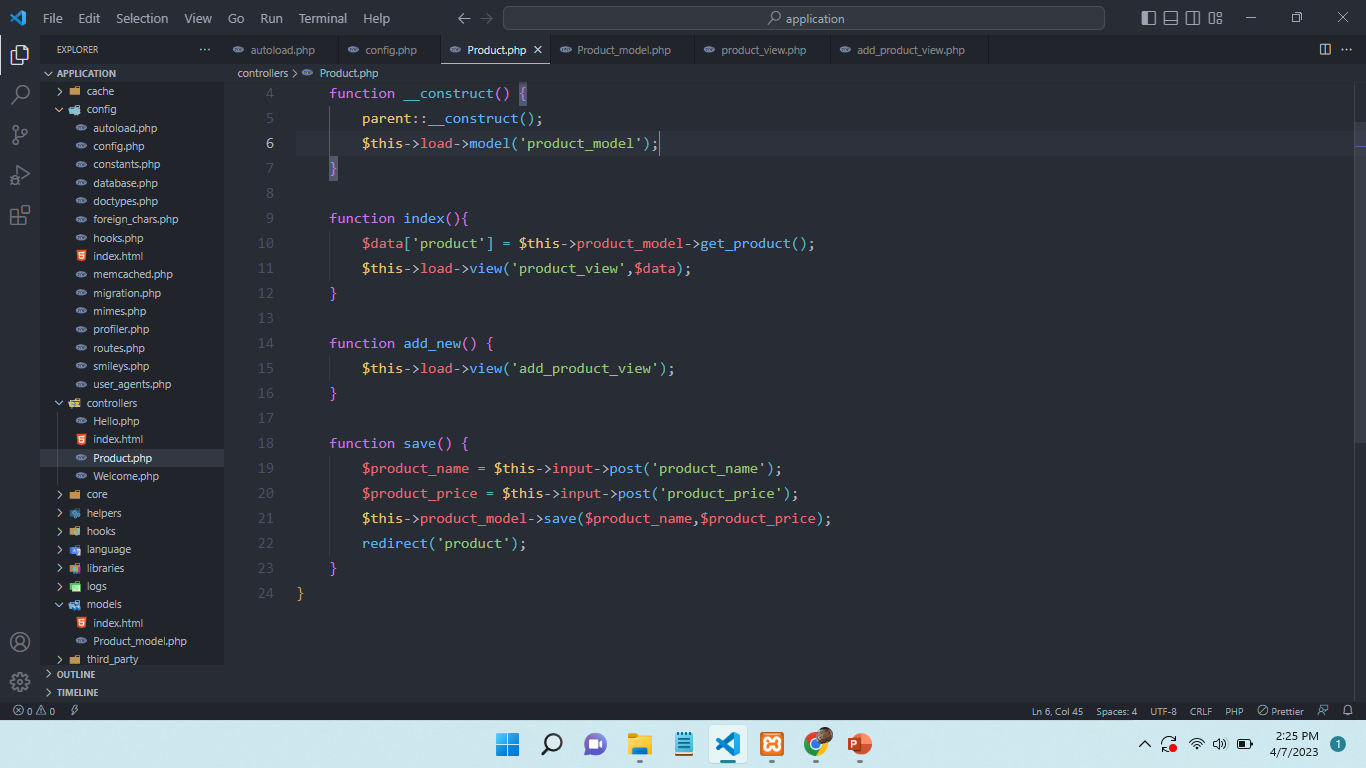 File Edit Selection View Go Run Terminal Help
application
EXPLORER
autoload.php config.php Product.php Product_model.php product_view.php add_product_view.php
controllers > Product.php
APPLICATION
cache
config
autoload.php
config.php
constants.php
database.php
doctypes.php
foreign_chars.php
hooks.php
index.html
memcached.php
migration.php
mimes.php
profiler.php
routes.php
smileys.php
user_agents.php
controllers
Hello.php
index.html
Product.php
Welcome.php
core
helpers
hooks
language
libraries
logs
models
index.html
Product_model.php
third_party
OUTLINE
TIMELINE
4 function __construct() {
5 parent::__construct();
6 $this->load->model('product_model');
7 }
8
9 function index(){
10 $data['product'] = $this->product_model->get_product();
11 $this->load->view('product_view',$data);
12 }
13
14 function add_new() {
15 $this->load->view('add_product_view');
16 }
17
18 function save() {
19 $product_name = $this->input->post('product_name');
20 $product_price = $this->input->post('product_price');
21 $this->product_model->save($product_name,$product_price);
22 redirect('product');
23 }
24 }
0 0 Ln 6, Col 45 Spaces: 4 UTF-8 CRLF PHP Prettier
2:25 PM
4/7/2023
1